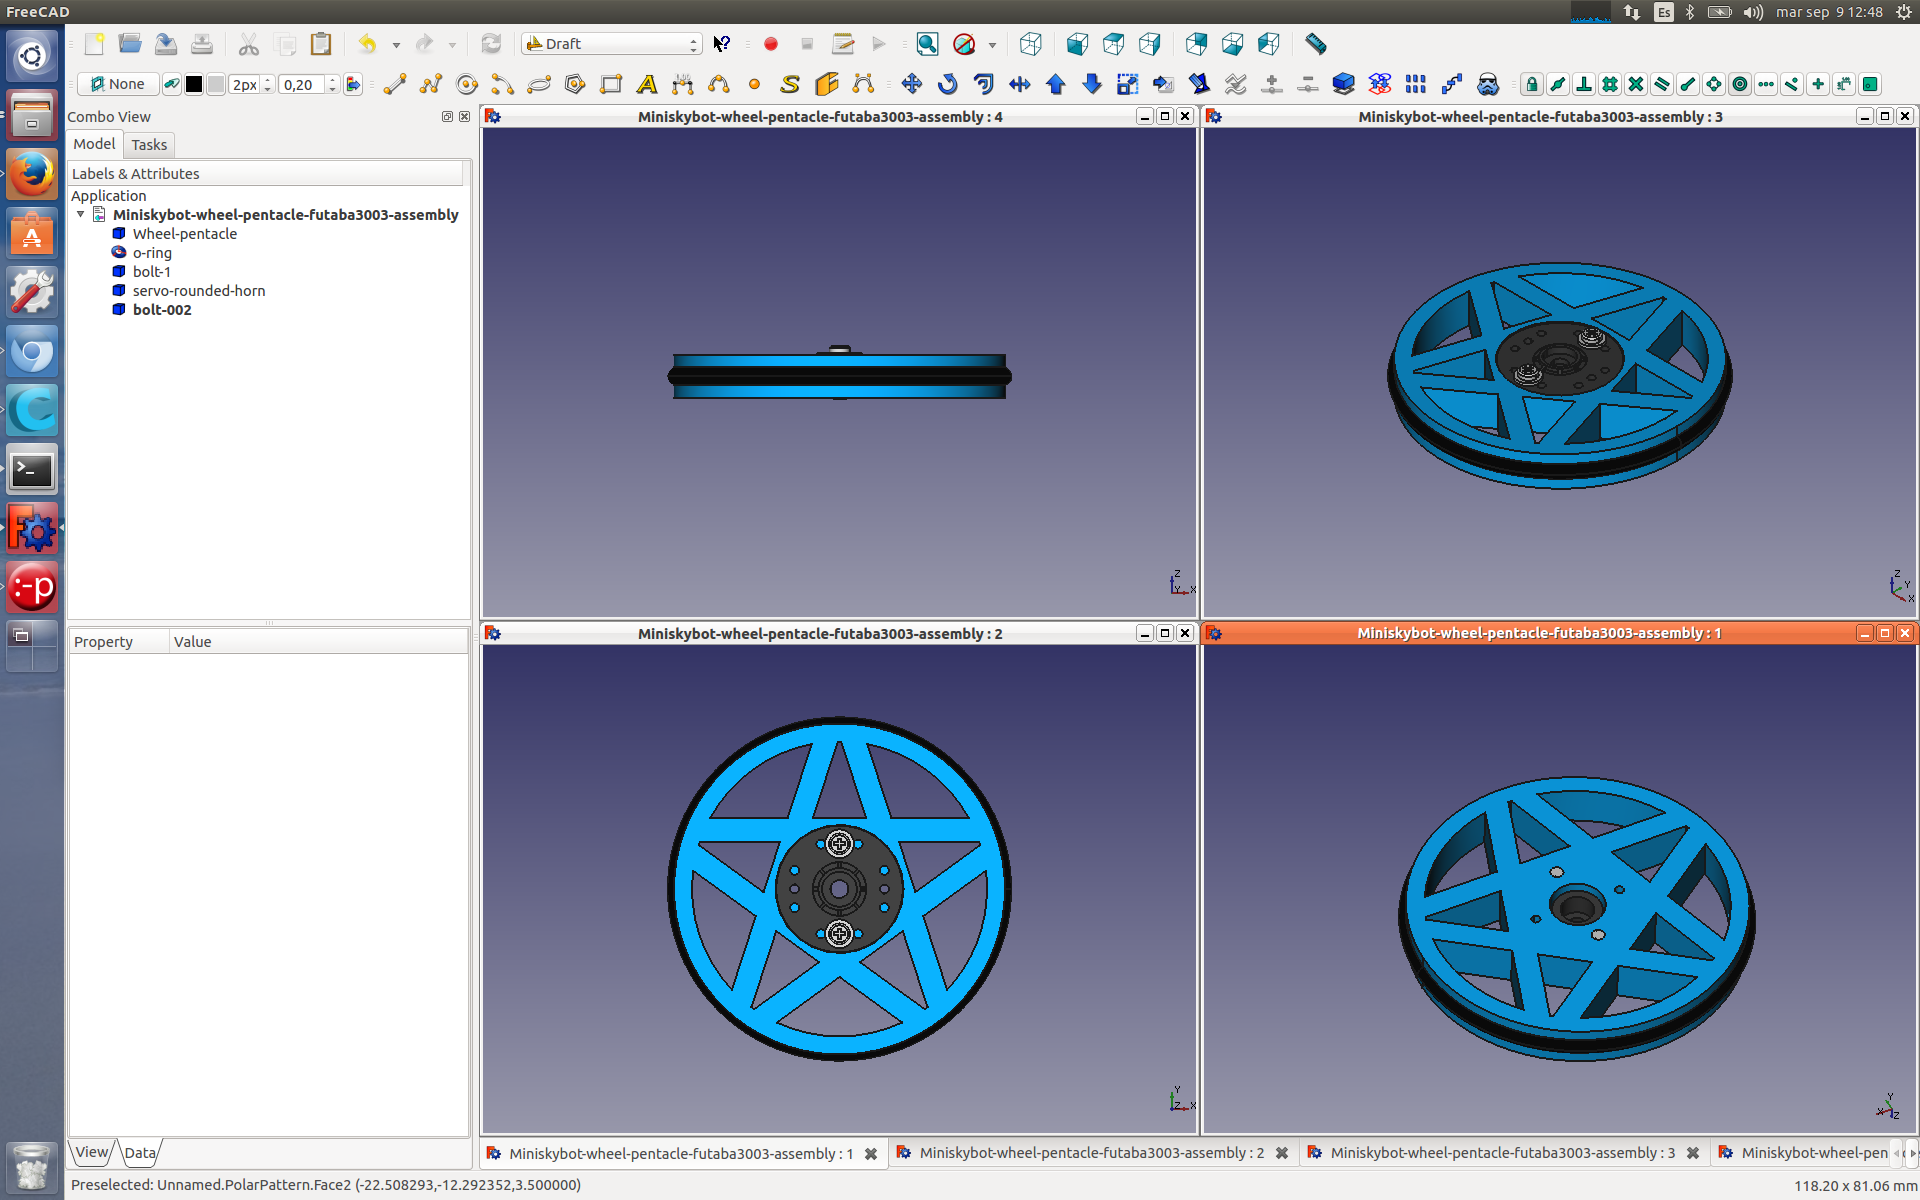 FreeCAD
Es
mar sep 9 12:48
Draft
None
2px
0,20
Combo View
Model
Tasks
Labels & Attributes
Application
Miniskybot-wheel-pentacle-futaba3003-assembly
Wheel-pentacle
o-ring
bolt-1
servo-rounded-horn
bolt-002
Property
Value
View
Data
Miniskybot-wheel-pentacle-futaba3003-assembly : 4
Z
Y
X
Miniskybot-wheel-pentacle-futaba3003-assembly : 3
Z
Y
X
Miniskybot-wheel-pentacle-futaba3003-assembly : 2
Y
Z
X
Miniskybot-wheel-pentacle-futaba3003-assembly : 1
Y
X
Z
Miniskybot-wheel-pentacle-futaba3003-assembly : 1
Miniskybot-wheel-pentacle-futaba3003-assembly : 2
Miniskybot-wheel-pentacle-futaba3003-assembly : 3
Miniskybot-wheel-pen
Preselected: Unnamed.PolarPattern.Face2 (-22.508293,-12.292352,3.500000)
118.20 x 81.06 mm
:-p
>_